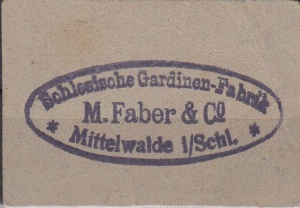 Schlesische Gardinen-Fabrik
M. Faber & Co
* Mittelwalde i/Schl. *